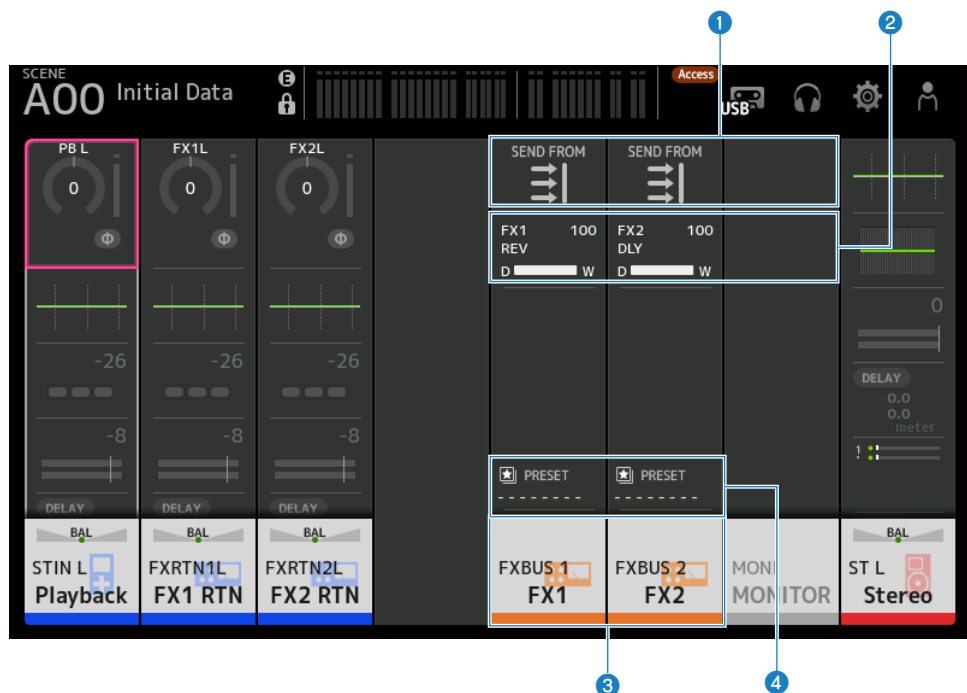 1
2
SCENE
A00 Initial Data
E
Access
USB
PB L
FX1L
FX2L
SEND FROM
SEND FROM
0
0
0
Φ
Φ
Φ
FX1 100
REV
D W
FX2 100
DLY
D W
0
-26
-26
-26
DELAY
0.0
0.0
meter
-8
-8
-8
1
PRESET
--------
PRESET
--------
DELAY
DELAY
DELAY
BAL
BAL
BAL
BAL
STIN L
Playback
FXRTN1L
FX1 RTN
FXRTN2L
FX2 RTN
FXBUS 1
FX1
FXBUS 2
FX2
MONI
MONITOR
ST L
Stereo
3
4